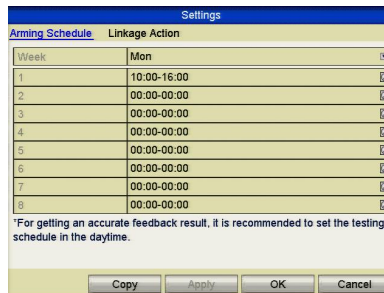 Settings
Arming Schedule Linkage Action
Week Mon
1 10:00-16:00
2 00:00-00:00
3 00:00-00:00
4 00:00-00:00
5 00:00-00:00
6 00:00-00:00
7 00:00-00:00
8 00:00-00:00
*For getting an accurate feedback result, it is recommended to set the testing
schedule in the daytime.
Copy Apply OK Cancel